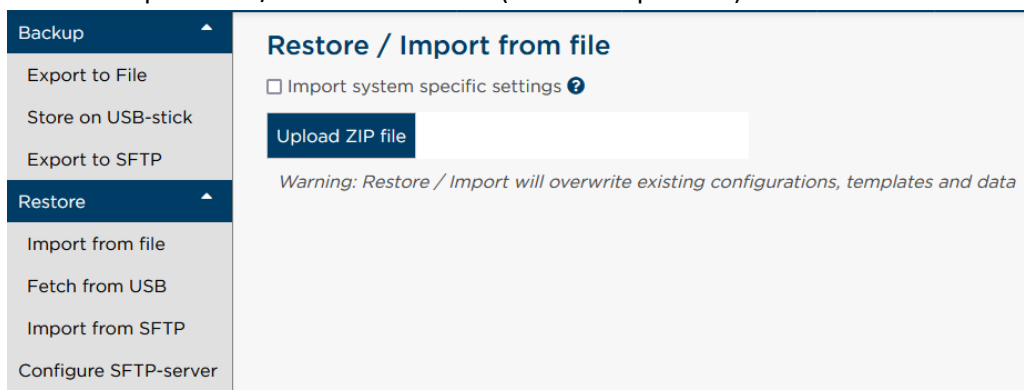 Backup
Export to File
Store on USB-stick
Export to SFTP
Restore
Import from file
Fetch from USB
Import from SFTP
Configure SFTP-server
Restore / Import from file
Import system specific settings ?
Upload ZIP file
Warning: Restore / Import will overwrite existing configurations, templates and data